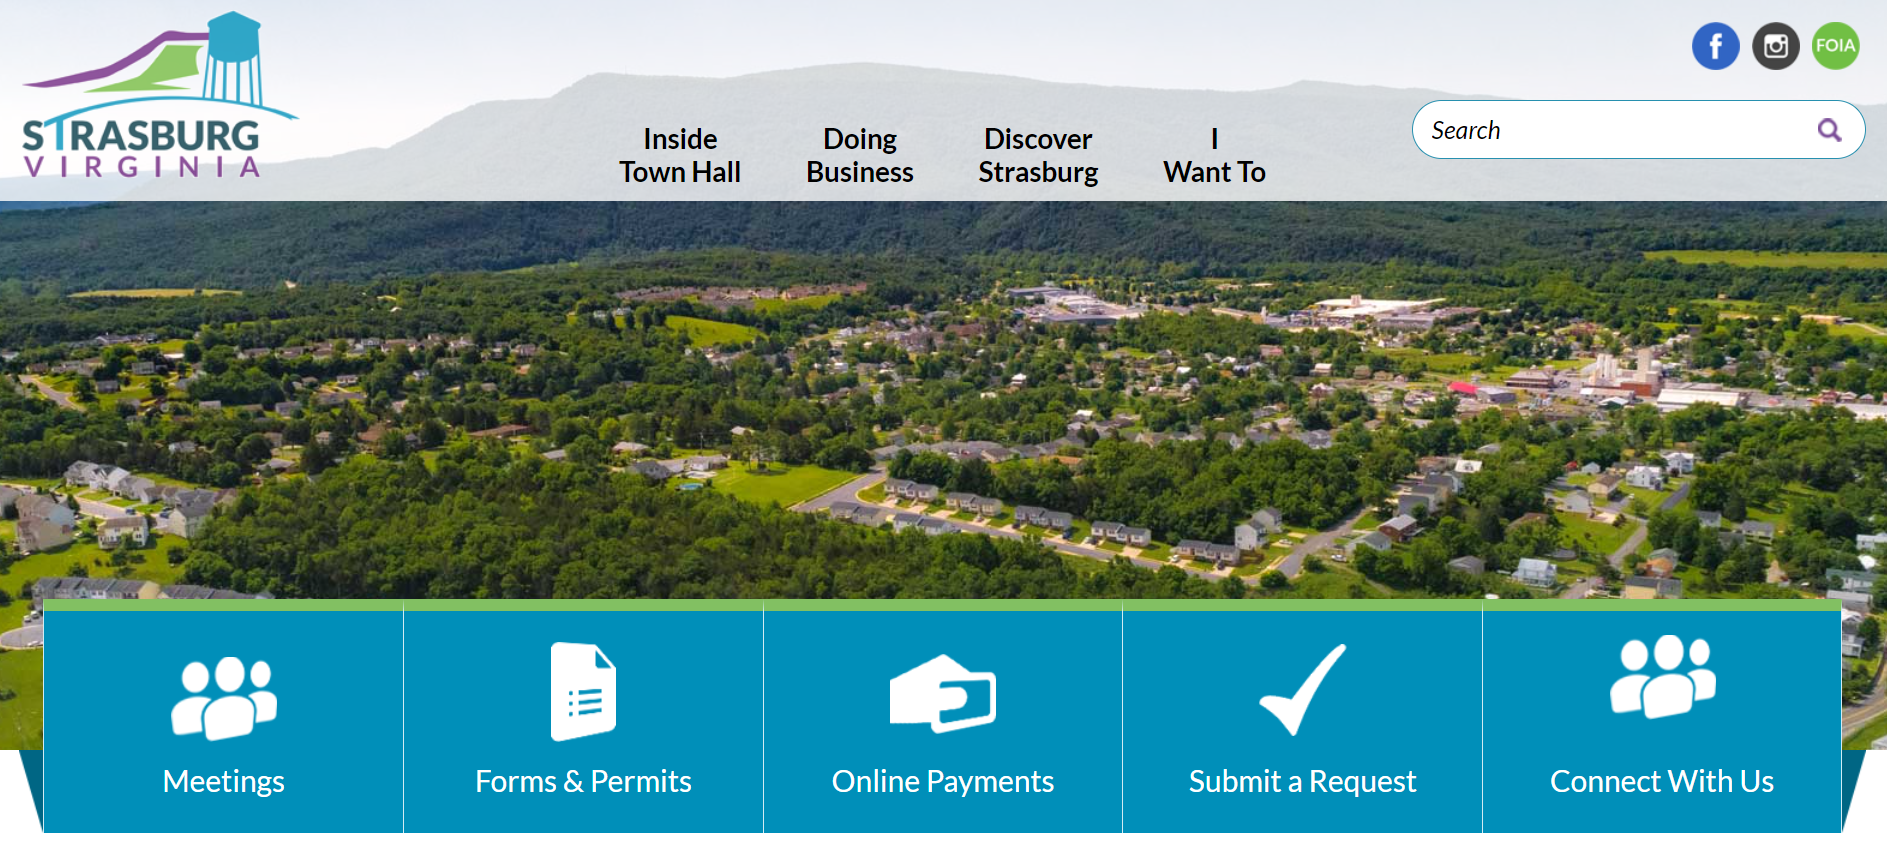 STRASBURG
VIRGINIA
FOIA
Search
Inside
Town Hall
Doing
Business
Discover
Strasburg
I
Want To
Meetings
Forms & Permits
Online Payments
Submit a Request
Connect With Us